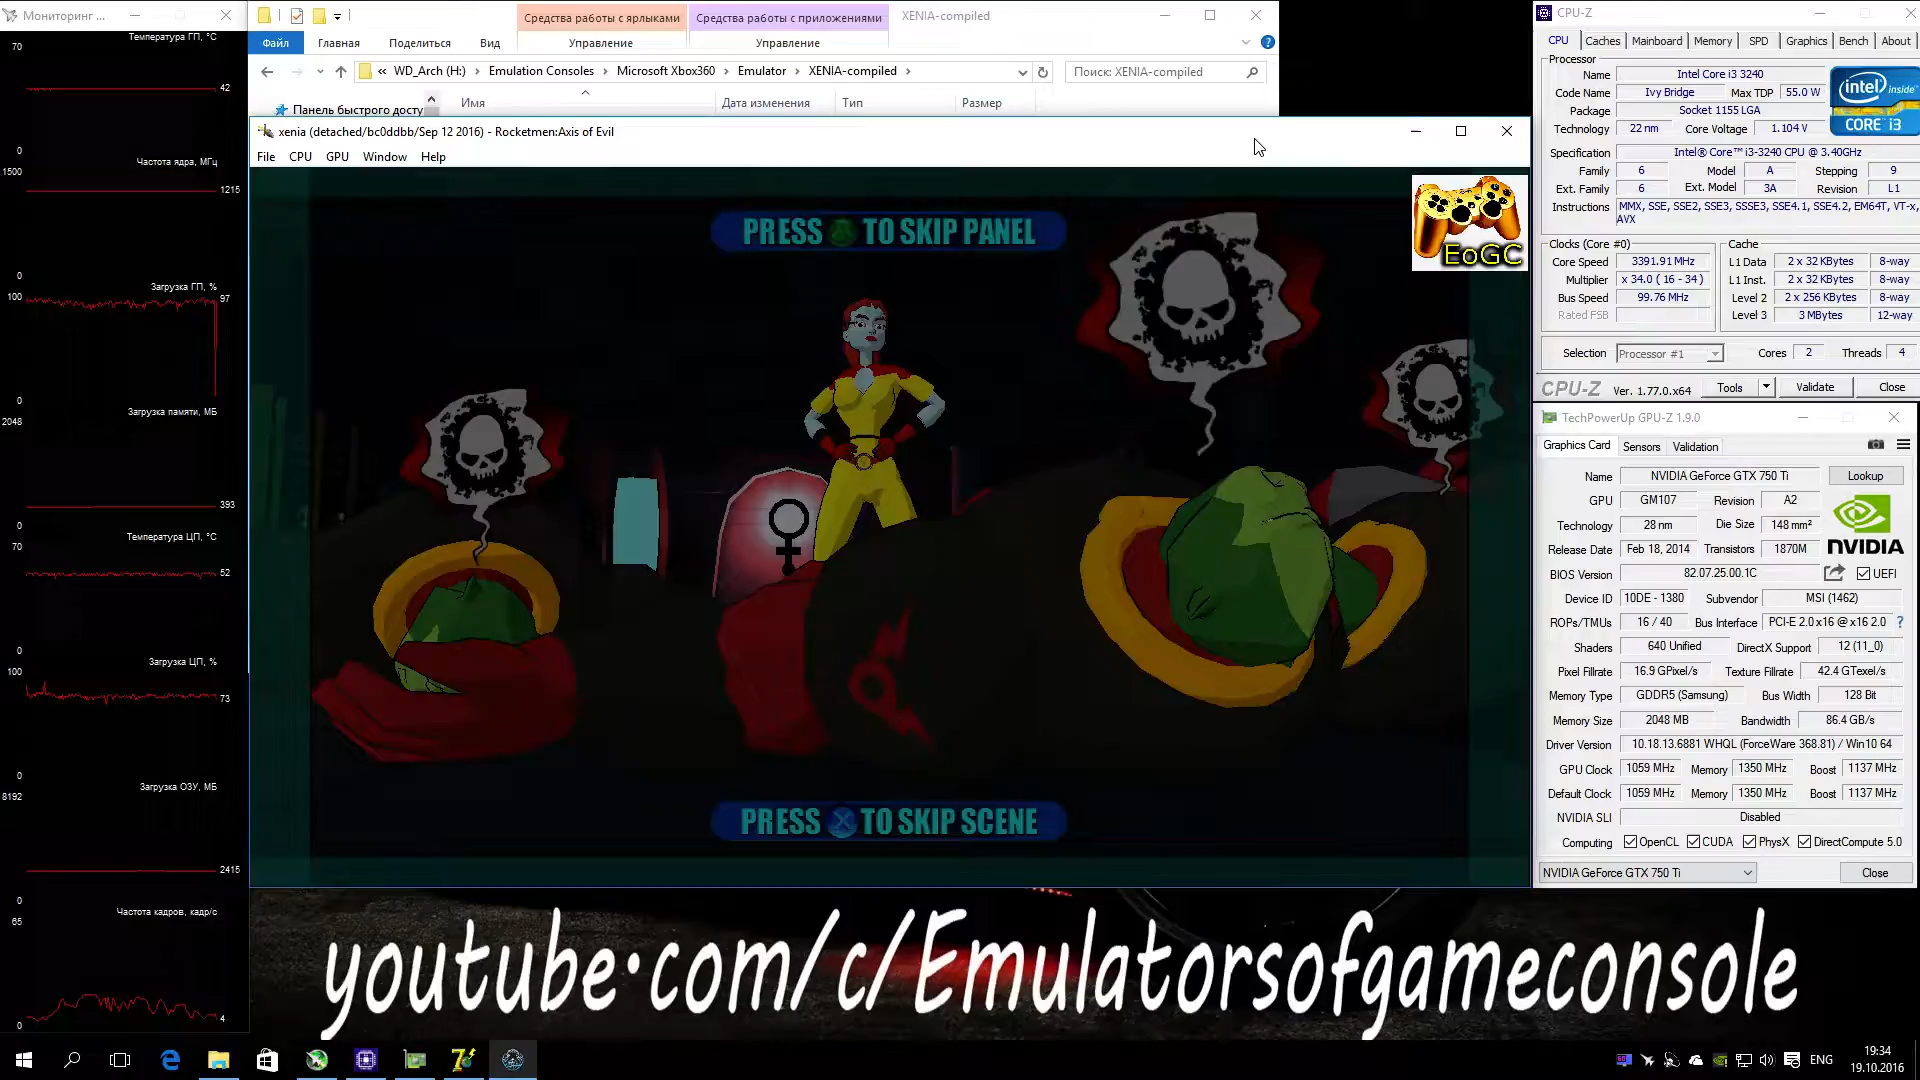 Мониторинг ...
Температура ГП, °C
70
42
0
Частота ядра, МГц
1500
1215
0
Загрузка ГП, %
100
97
0
Загрузка памяти, МБ
2048
393
0
Температура ЦП, °C
70
52
0
Загрузка ЦП, %
100
73
0
Загрузка ОЗУ, МБ
8192
2415
0
Частота кадров, кадр/с
65
4
0
Средства работы с ярлыками
Средства работы с приложениями
XENIA-compiled
Файл
Главная
Поделиться
Вид
Управление
Управление
« WD_Arch (H:) › Emulation Consoles › Microsoft Xbox360 › Emulator › XENIA-compiled ›
Поиск: XENIA-compiled
Панель быстрого досту
Имя
Дата изменения
Тип
Размер
xenia (detached/bc0ddbb/Sep 12 2016) - Rocketmen:Axis of Evil
File CPU GPU Window Help
PRESS A TO SKIP PANEL
EoGC
PRESS X TO SKIP SCENE
youtube.com/c/Emulatorsofgameconsole
CPU-Z
CPU Caches Mainboard Memory SPD Graphics Bench About
Processor
Name Intel Core i3 3240
Code Name Ivy Bridge Max TDP 55.0 W
Package Socket 1155 LGA
Technology 22 nm Core Voltage 1.104 V
intel inside
CORE i3
Specification Intel® Core™ i3-3240 CPU @ 3.40GHz
Family 6 Model A Stepping 9
Ext. Family 6 Ext. Model 3A Revision L1
Instructions MMX, SSE, SSE2, SSE3, SSSE3, SSE4.1, SSE4.2, EM64T, VT-x,
AVX
Clocks (Core #0)
Cache
Core Speed 3391.91 MHz
L1 Data 2 x 32 KBytes 8-way
Multiplier x 34.0 ( 16 - 34 )
L1 Inst. 2 x 32 KBytes 8-way
Bus Speed 99.76 MHz
Level 2 2 x 256 KBytes 8-way
Rated FSB
Level 3 3 MBytes 12-way
Selection Processor #1 Cores 2 Threads 4
CPU-Z Ver. 1.77.0.x64 Tools Validate Close
TechPowerUp GPU-Z 1.9.0
Graphics Card Sensors Validation
Name NVIDIA GeForce GTX 750 Ti Lookup
GPU GM107 Revision A2
Technology 28 nm Die Size 148 mm²
Release Date Feb 18, 2014 Transistors 1870M
NVIDIA
BIOS Version 82.07.25.00.1C UEFI
Device ID 10DE - 1380 Subvendor MSI (1462)
ROPs/TMUs 16 / 40 Bus Interface PCI-E 2.0 x16 @ x16 2.0 ?
Shaders 640 Unified DirectX Support 12 (11_0)
Pixel Fillrate 16.9 GPixel/s Texture Fillrate 42.4 GTexel/s
Memory Type GDDR5 (Samsung) Bus Width 128 Bit
Memory Size 2048 MB Bandwidth 86.4 GB/s
Driver Version 10.18.13.6881 WHQL (ForceWare 368.81) / Win10 64
GPU Clock 1059 MHz Memory 1350 MHz Boost 1137 MHz
Default Clock 1059 MHz Memory 1350 MHz Boost 1137 MHz
NVIDIA SLI Disabled
Computing OpenCL CUDA PhysX DirectCompute 5.0
NVIDIA GeForce GTX 750 Ti Close
ENG
19:34
19.10.2016